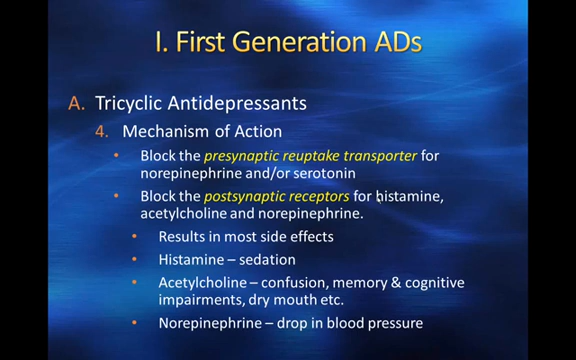 I. First Generation ADs
A. Tricyclic Antidepressants
4. Mechanism of Action
• Block the presynaptic reuptake transporter for
norepinephrine and/or serotonin
• Block the postsynaptic receptors for histamine,
acetylcholine and norepinephrine.
• Results in most side effects
• Histamine – sedation
• Acetylcholine – confusion, memory & cognitive
impairments, dry mouth etc.
• Norepinephrine – drop in blood pressure